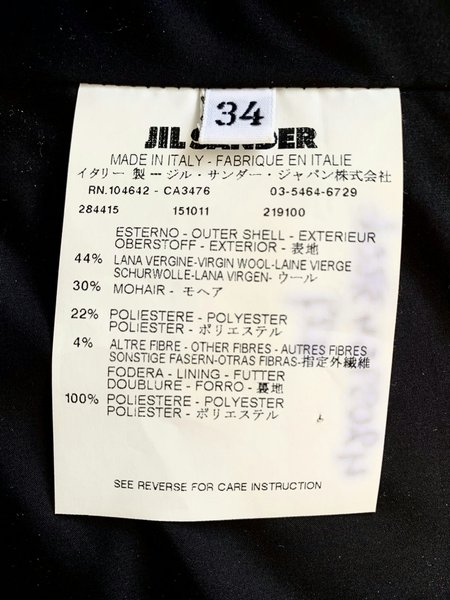 34
JIL SANDER
MADE IN ITALY - FABRIQUE EN ITALIE
イタリー 製 ー ジル・サンダー・ジャパン株式会社
RN.104642 - CA3476 03-5464-6729
284415 151011 219100
ESTERNO - OUTER SHELL - EXTERIEUR
OBERSTOFF - EXTERIOR - 表地
44% LANA VERGINE-VIRGIN WOOL-LAINE VIERGE
SCHURWOLLE-LANA VIRGEN- ウール
30% MOHAIR - モヘア
22% POLIESTERE - POLYESTER
POLIESTER - ポリエステル
4% ALTRE FIBRE - OTHER FIBRES - AUTRES FIBRES
SONSTIGE FASERN-OTRAS FIBRAS-指定外繊維
FODERA - LINING - FUTTER
DOUBLURE - FORRO - 裏地
100% POLIESTERE - POLYESTER
POLIESTER - ポリエステル
SEE REVERSE FOR CARE INSTRUCTION